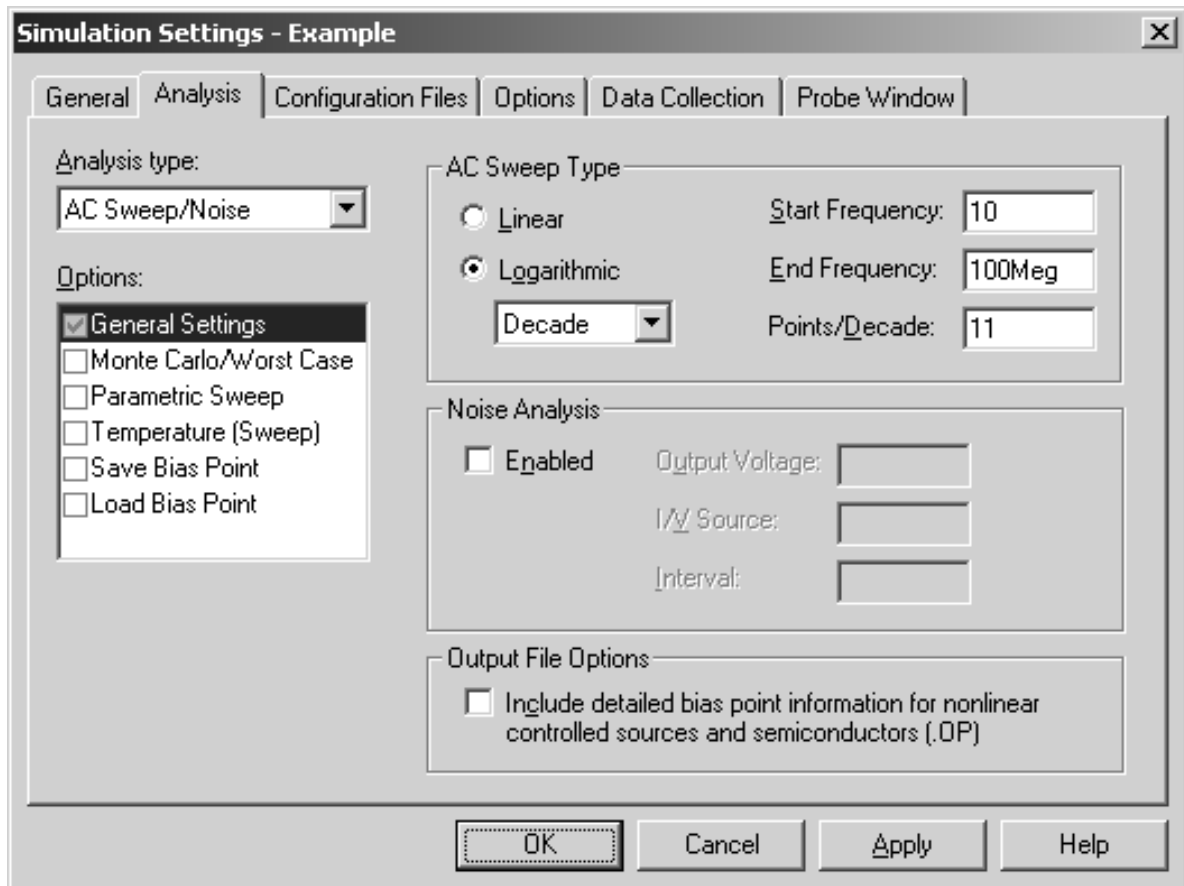 Simulation Settings - Example
General
Analysis
Configuration Files
Options
Data Collection
Probe Window
Analysis type:
AC Sweep/Noise
Options:
General Settings
Monte Carlo/Worst Case
Parametric Sweep
Temperature (Sweep)
Save Bias Point
Load Bias Point
AC Sweep Type
Linear
Logarithmic
Decade
Start Frequency:
10
End Frequency:
100Meg
Points/Decade:
11
Noise Analysis
Enabled
Output Voltage:
I/V Source:
Interval:
Output File Options
Include detailed bias point information for nonlinear
controlled sources and semiconductors (.OP)
OK
Cancel
Apply
Help